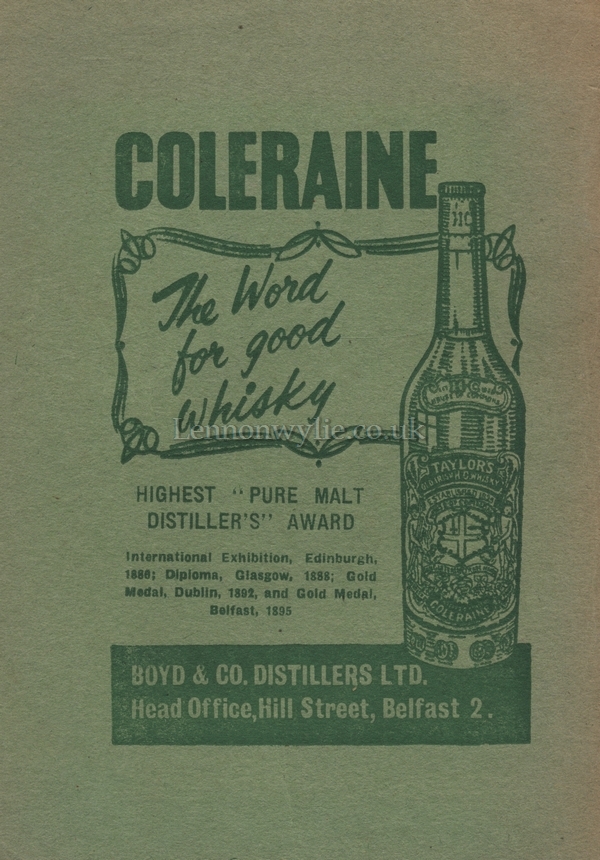 COLERAINE
The Word
for good
whisky
Lennonwylie.co.uk
HIGHEST "PURE MALT
DISTILLER'S" AWARD
International Exhibition, Edinburgh,
1886; Diploma, Glasgow, 1888; Gold
Medal, Dublin, 1892, and Gold Medal,
Belfast, 1895
TAYLOR'S
COLERAINE
BOYD & CO. DISTILLERS LTD.
Head Office, Hill Street, Belfast 2.